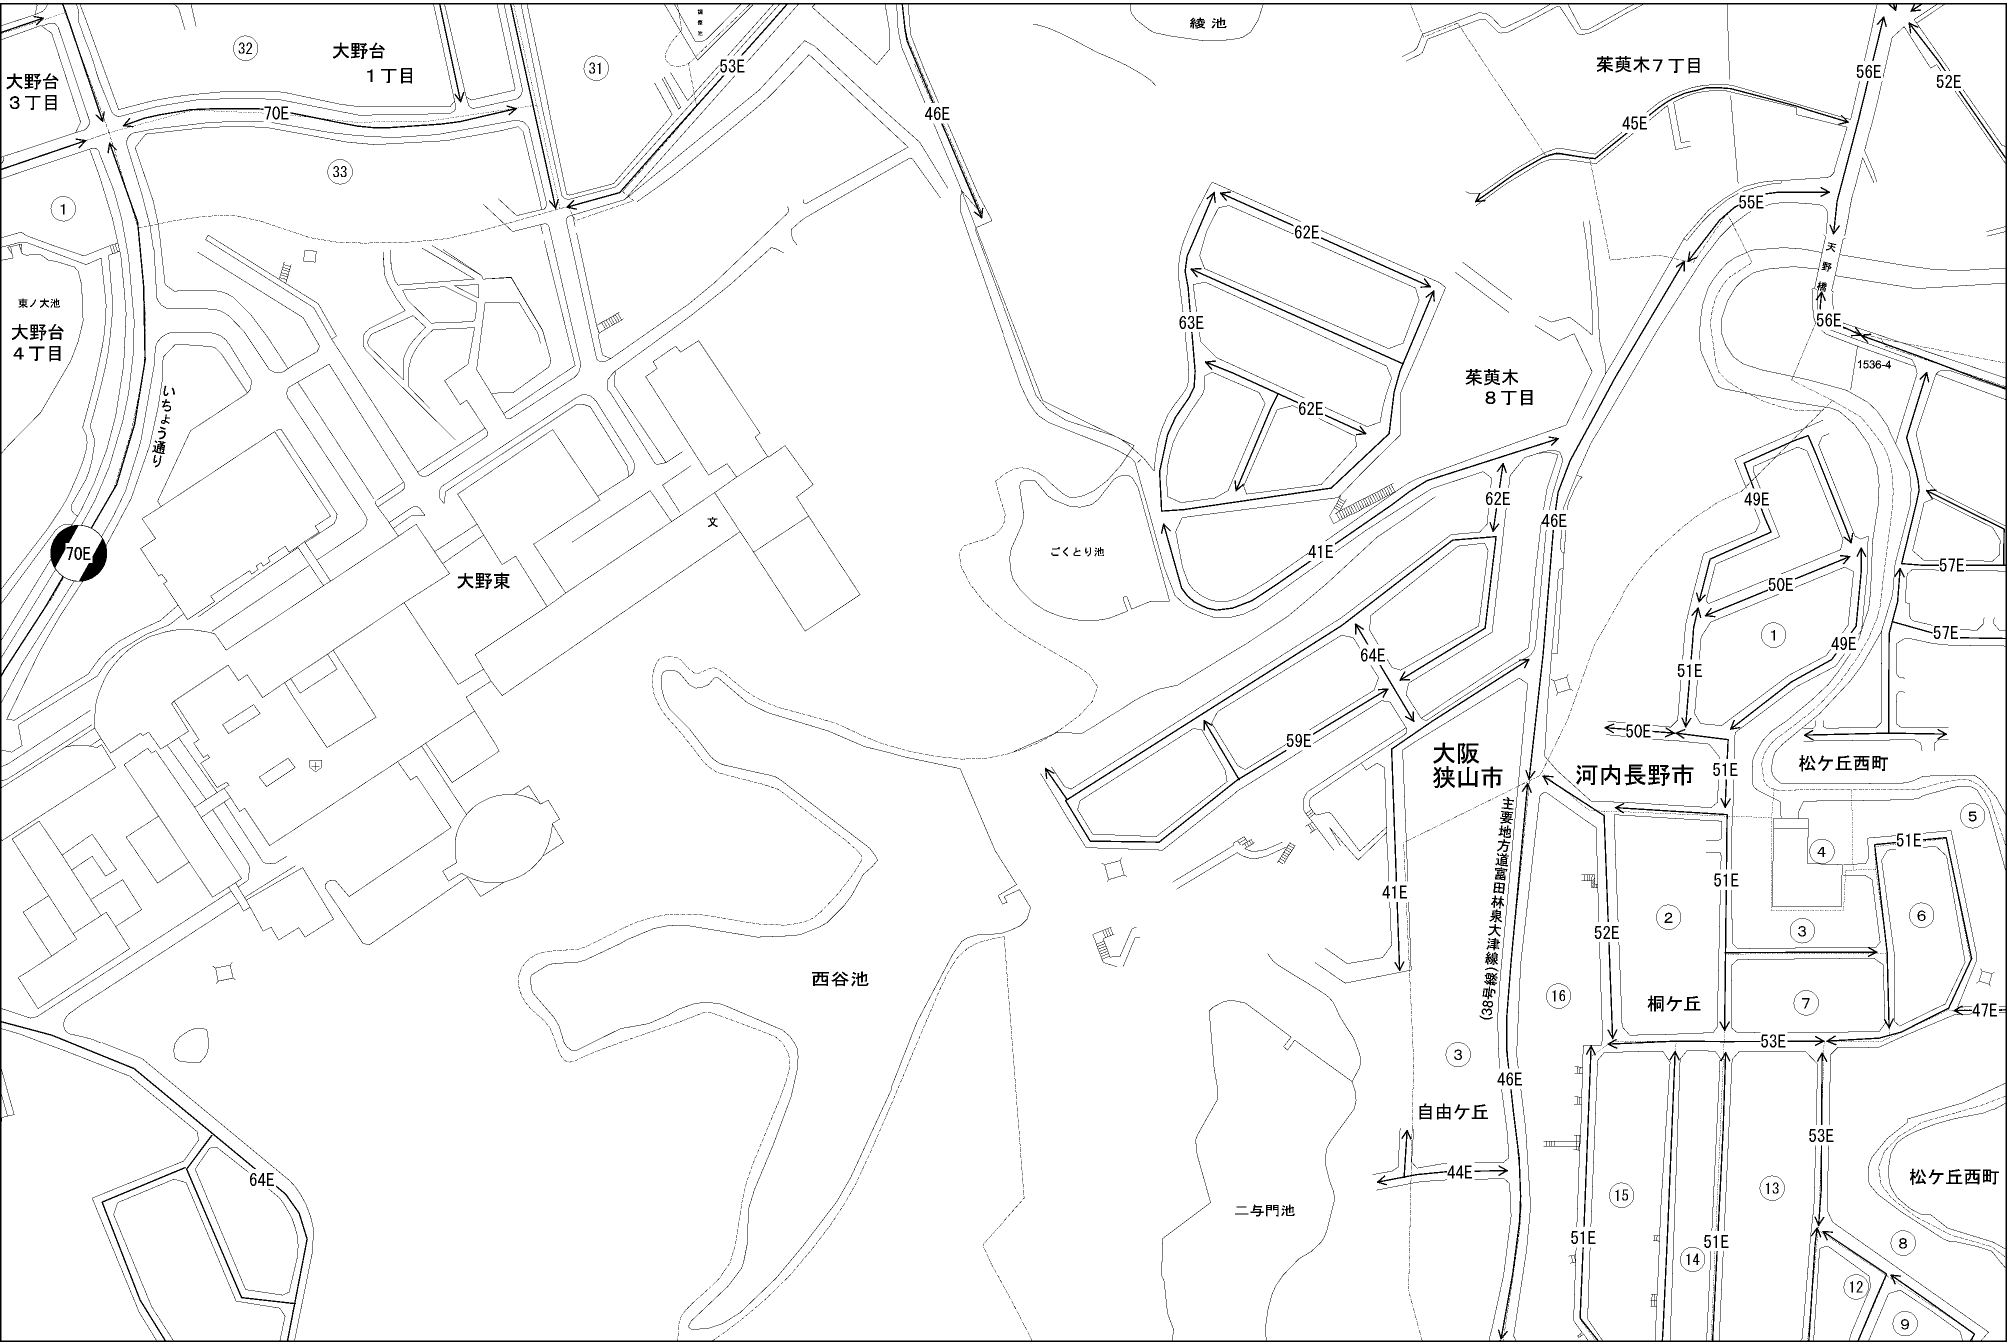 綾池
32
大野台
1丁目
31
調整池
53E
46E
大野台
3丁目
70E
33
1
東ノ大池
大野台
4丁目
いちょう通り
70E
大野東
文
茱萸木7丁目
56E
52E
45E
55E
天野橋
56E
1536-4
62E
63E
62E
茱萸木
8丁目
62E
46E
41E
ごくとり池
49E
50E
1
49E
57E
57E
64E
59E
51E
50E
51E
大阪
狭山市
河内長野市
松ケ丘西町
主要地方道富田林泉大津線
(38号線)
5
51E
4
41E
51E
2
52E
3
6
西谷池
16
桐ケ丘
7
47E
53E
3
46E
自由ケ丘
44E
53E
松ケ丘西町
64E
15
13
二与門池
51E
51E
14
8
12
9